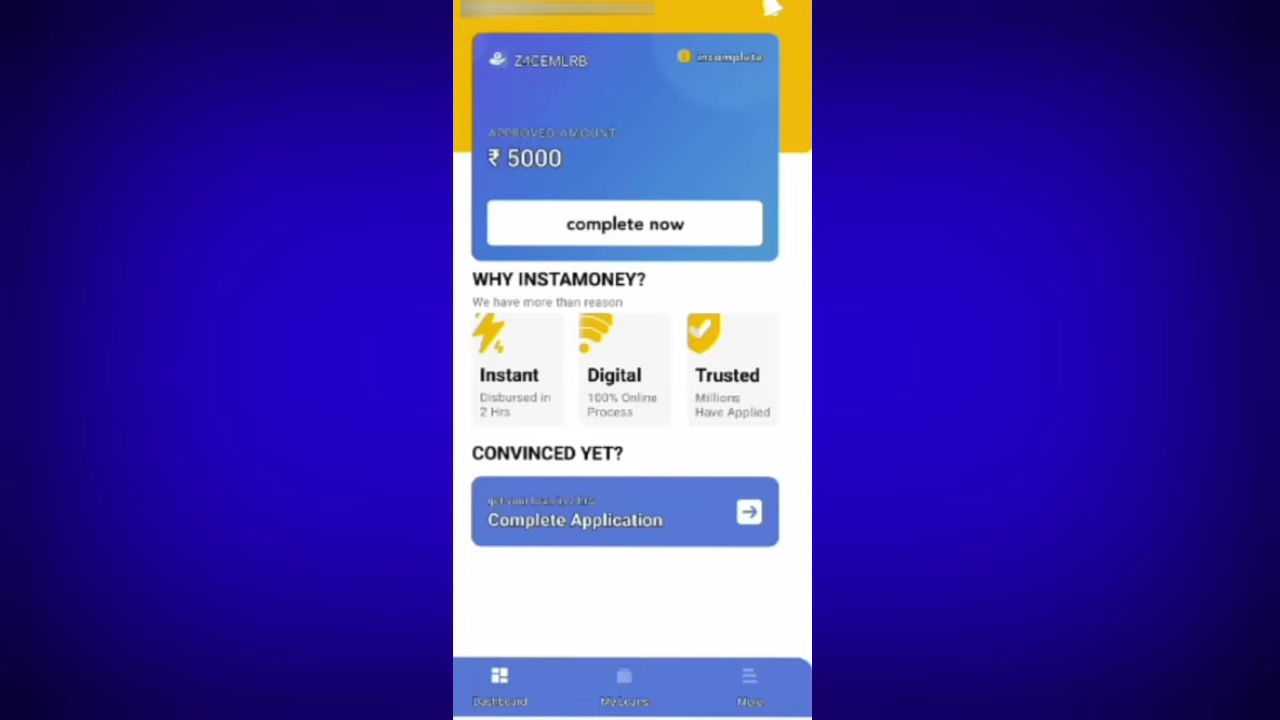 Z4CEMLRB
incomplete
APPROVED AMOUNT
₹ 5000
complete now
WHY INSTAMONEY?
We have more than reason
Instant
Disbursed in
2 Hrs
Digital
100% Online
Process
Trusted
Millions
Have Applied
CONVINCED YET?
get your loan in 2 hrs
Complete Application
Dashboard
My Loans
More